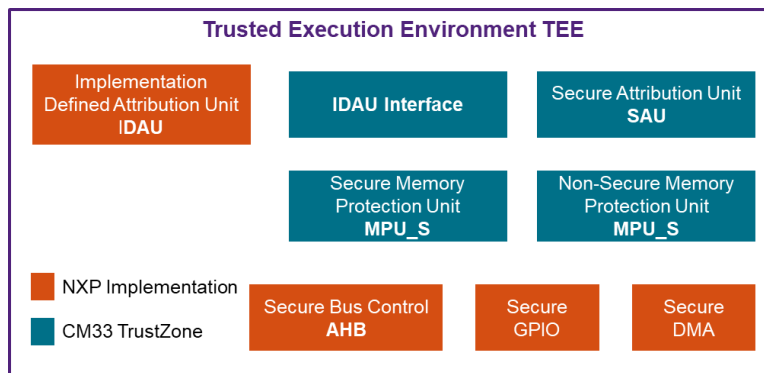 Trusted Execution Environment TEE
Implementation
Defined Attribution Unit
IDAU
IDAU Interface
Secure Attribution Unit
SAU
Secure Memory
Protection Unit
MPU_S
Non-Secure Memory
Protection Unit
MPU_S
NXP Implementation
CM33 TrustZone
Secure Bus Control
AHB
Secure
GPIO
Secure
DMA